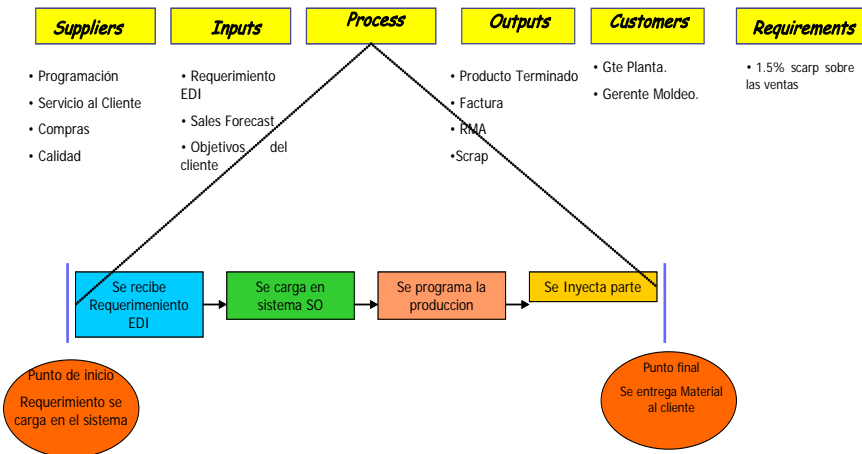 Suppliers
Inputs
Process
Outputs
Customers
Requirements
• Programación
• Servicio al Cliente
• Compras
• Calidad
• Requerimiento
EDI
• Sales Forecast
• Objetivos del
cliente
• Producto Terminado
• Factura
• RMA
•Scrap
• Gte Planta.
• Gerente Moldeo.
• 1.5% scarp sobre
las ventas
Se recibe
Requerimeniento
EDI
Se carga en
sistema SO
Se programa la
produccion
Se Inyecta parte
Punto de inicio
Requerimiento se
carga en el sistema
Punto final
Se entrega Material
al cliente